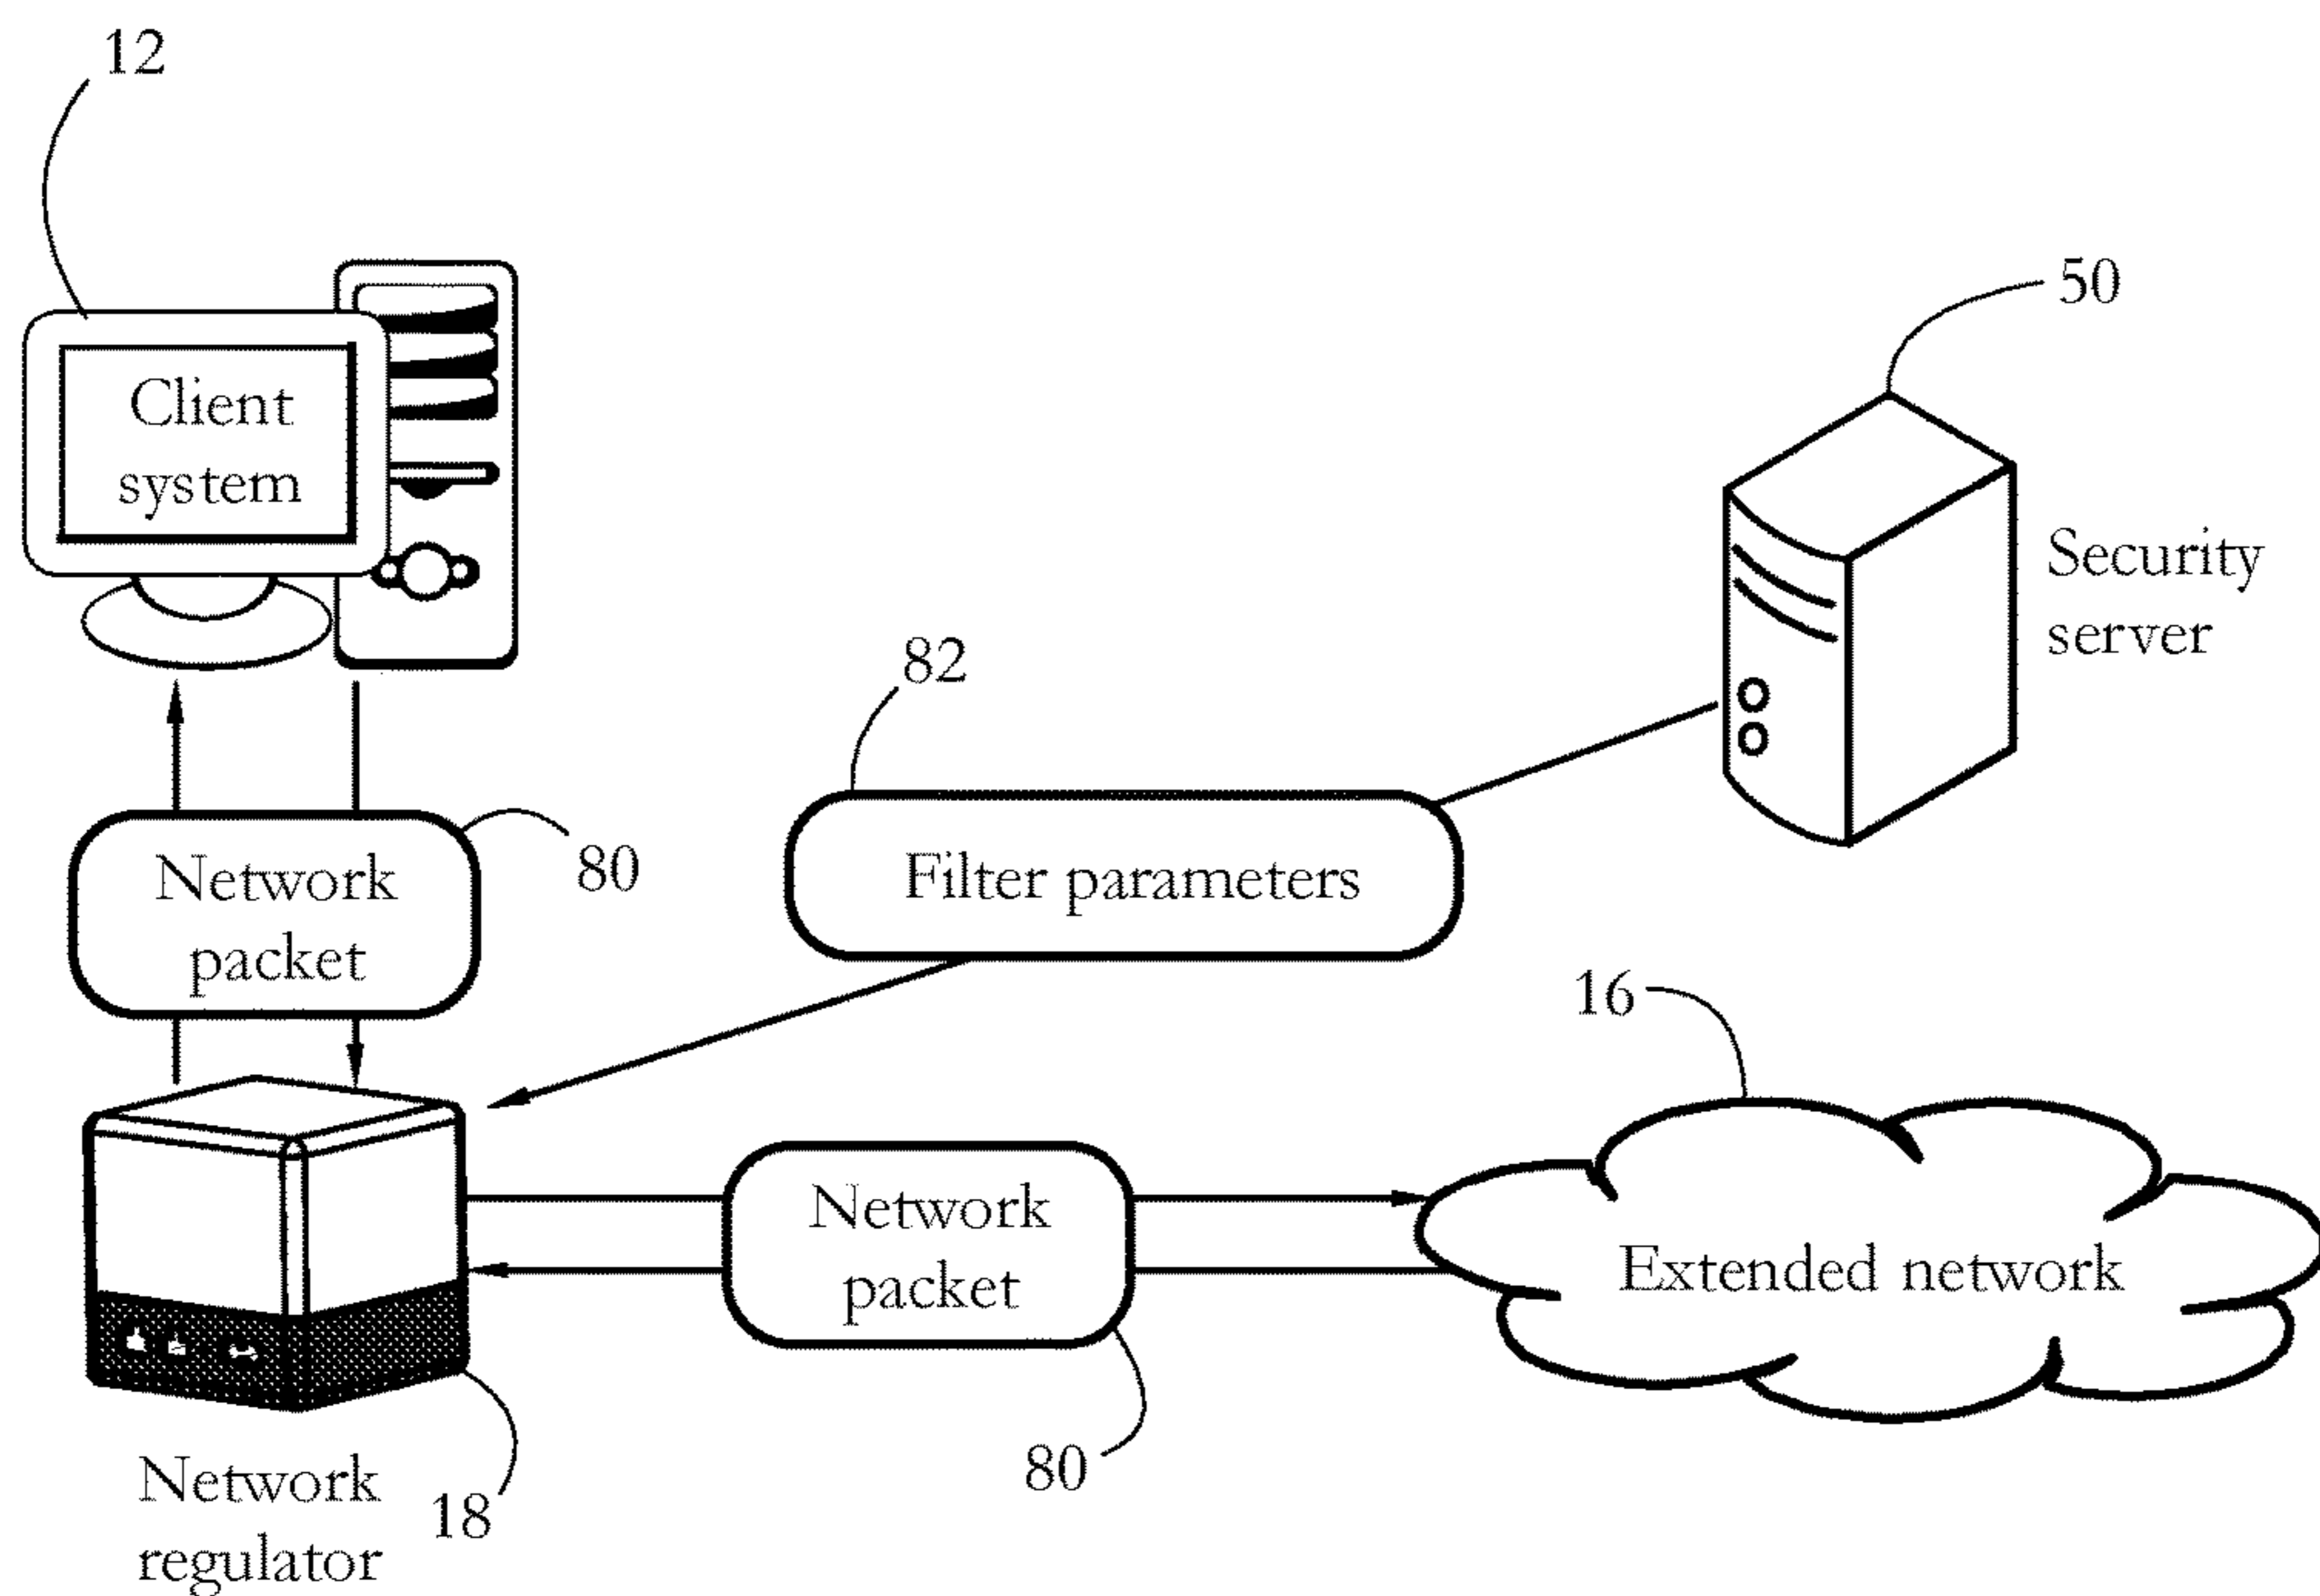 12
Client
system
50
Security
server
82
Network
packet
80
Filter parameters
16
Network
packet
Extended network
80
Network
regulator
18